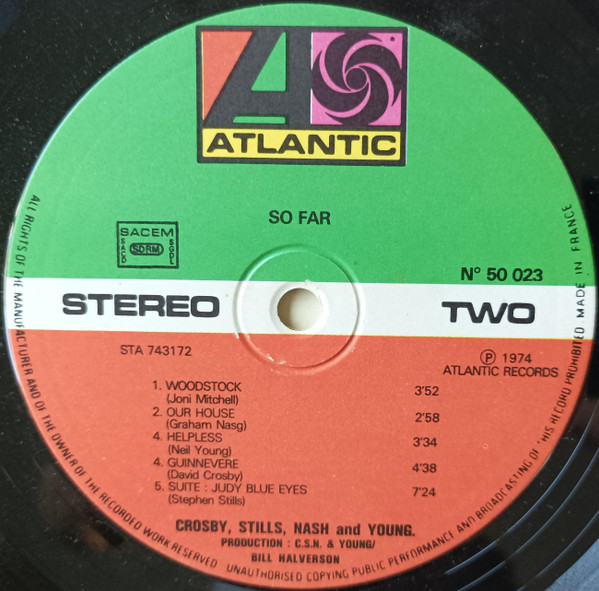 ATLANTIC
SO FAR
SACEM
SACD
SDRM
SGDL
N° 50 023
STEREO
TWO
STA 743172
Ⓟ 1974
ATLANTIC RECORDS
1. WOODSTOCK 3'52
(Joni Mitchell)
2. OUR HOUSE 2'58
(Graham Nasg)
4. HELPLESS 3'34
(Neil Young)
4. GUINNEVERE 4'38
(David Crosby)
5. SUITE : JUDY BLUE EYES 7'24
(Stephen Stills)
CROSBY, STILLS, NASH and YOUNG.
PRODUCTION : C.S.N. & YOUNG/
BILL HALVERSON
ALL RIGHTS OF THE MANUFACTURER AND OF THE OWNER OF THE RECORDED WORK RESERVED UNAUTHORISED COPYING PUBLIC PERFORMANCE AND BROADCASTING OF THIS RECORD PROHIBITED MADE IN FRANCE